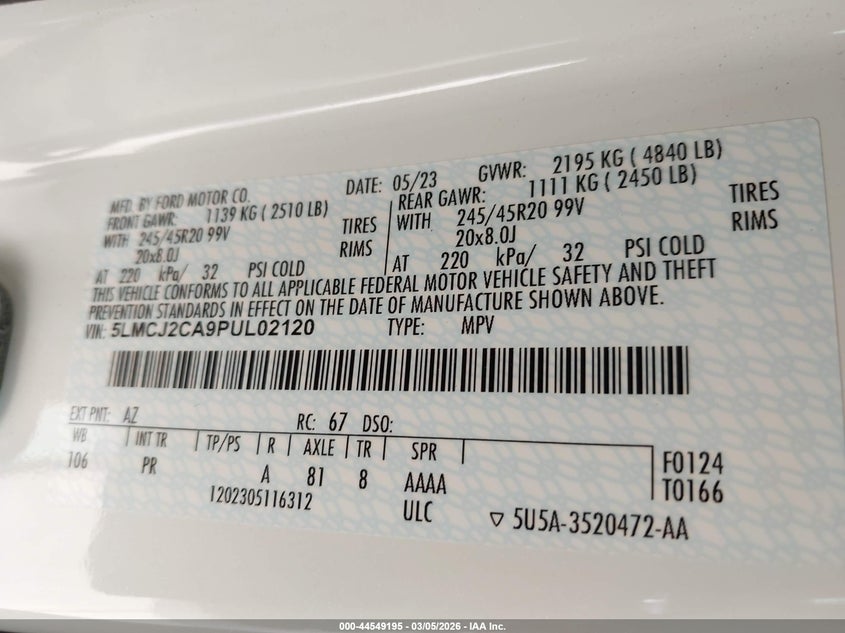 MFD. BY FORD MOTOR CO.
DATE: 05/23 GVWR: 2195 KG ( 4840 LB)
FRONT GAWR: 1139 KG ( 2510 LB)
WITH 245/45R20 99V TIRES
20x8.0J RIMS
AT 220 kPa/ 32 PSI COLD
REAR GAWR: 1111 KG ( 2450 LB)
WITH 245/45R20 99V TIRES
20x8.0J RIMS
AT 220 kPa/ 32 PSI COLD
THIS VEHICLE CONFORMS TO ALL APPLICABLE FEDERAL MOTOR VEHICLE SAFETY AND THEFT
PREVENTION STANDARDS IN EFFECT ON THE DATE OF MANUFACTURE SHOWN ABOVE.
VIN: 5LMCJ2CA9PUL02120 TYPE: MPV
EXT PNT: AZ RC: 67 DSO:
WB INT TR TP/PS R AXLE TR SPR
106 PR A 81 8 AAAA
F0124
T0166
1202305116312 ULC
▽ 5U5A-3520472-AA
000-44549195 - 03/05/2026 - IAA Inc.